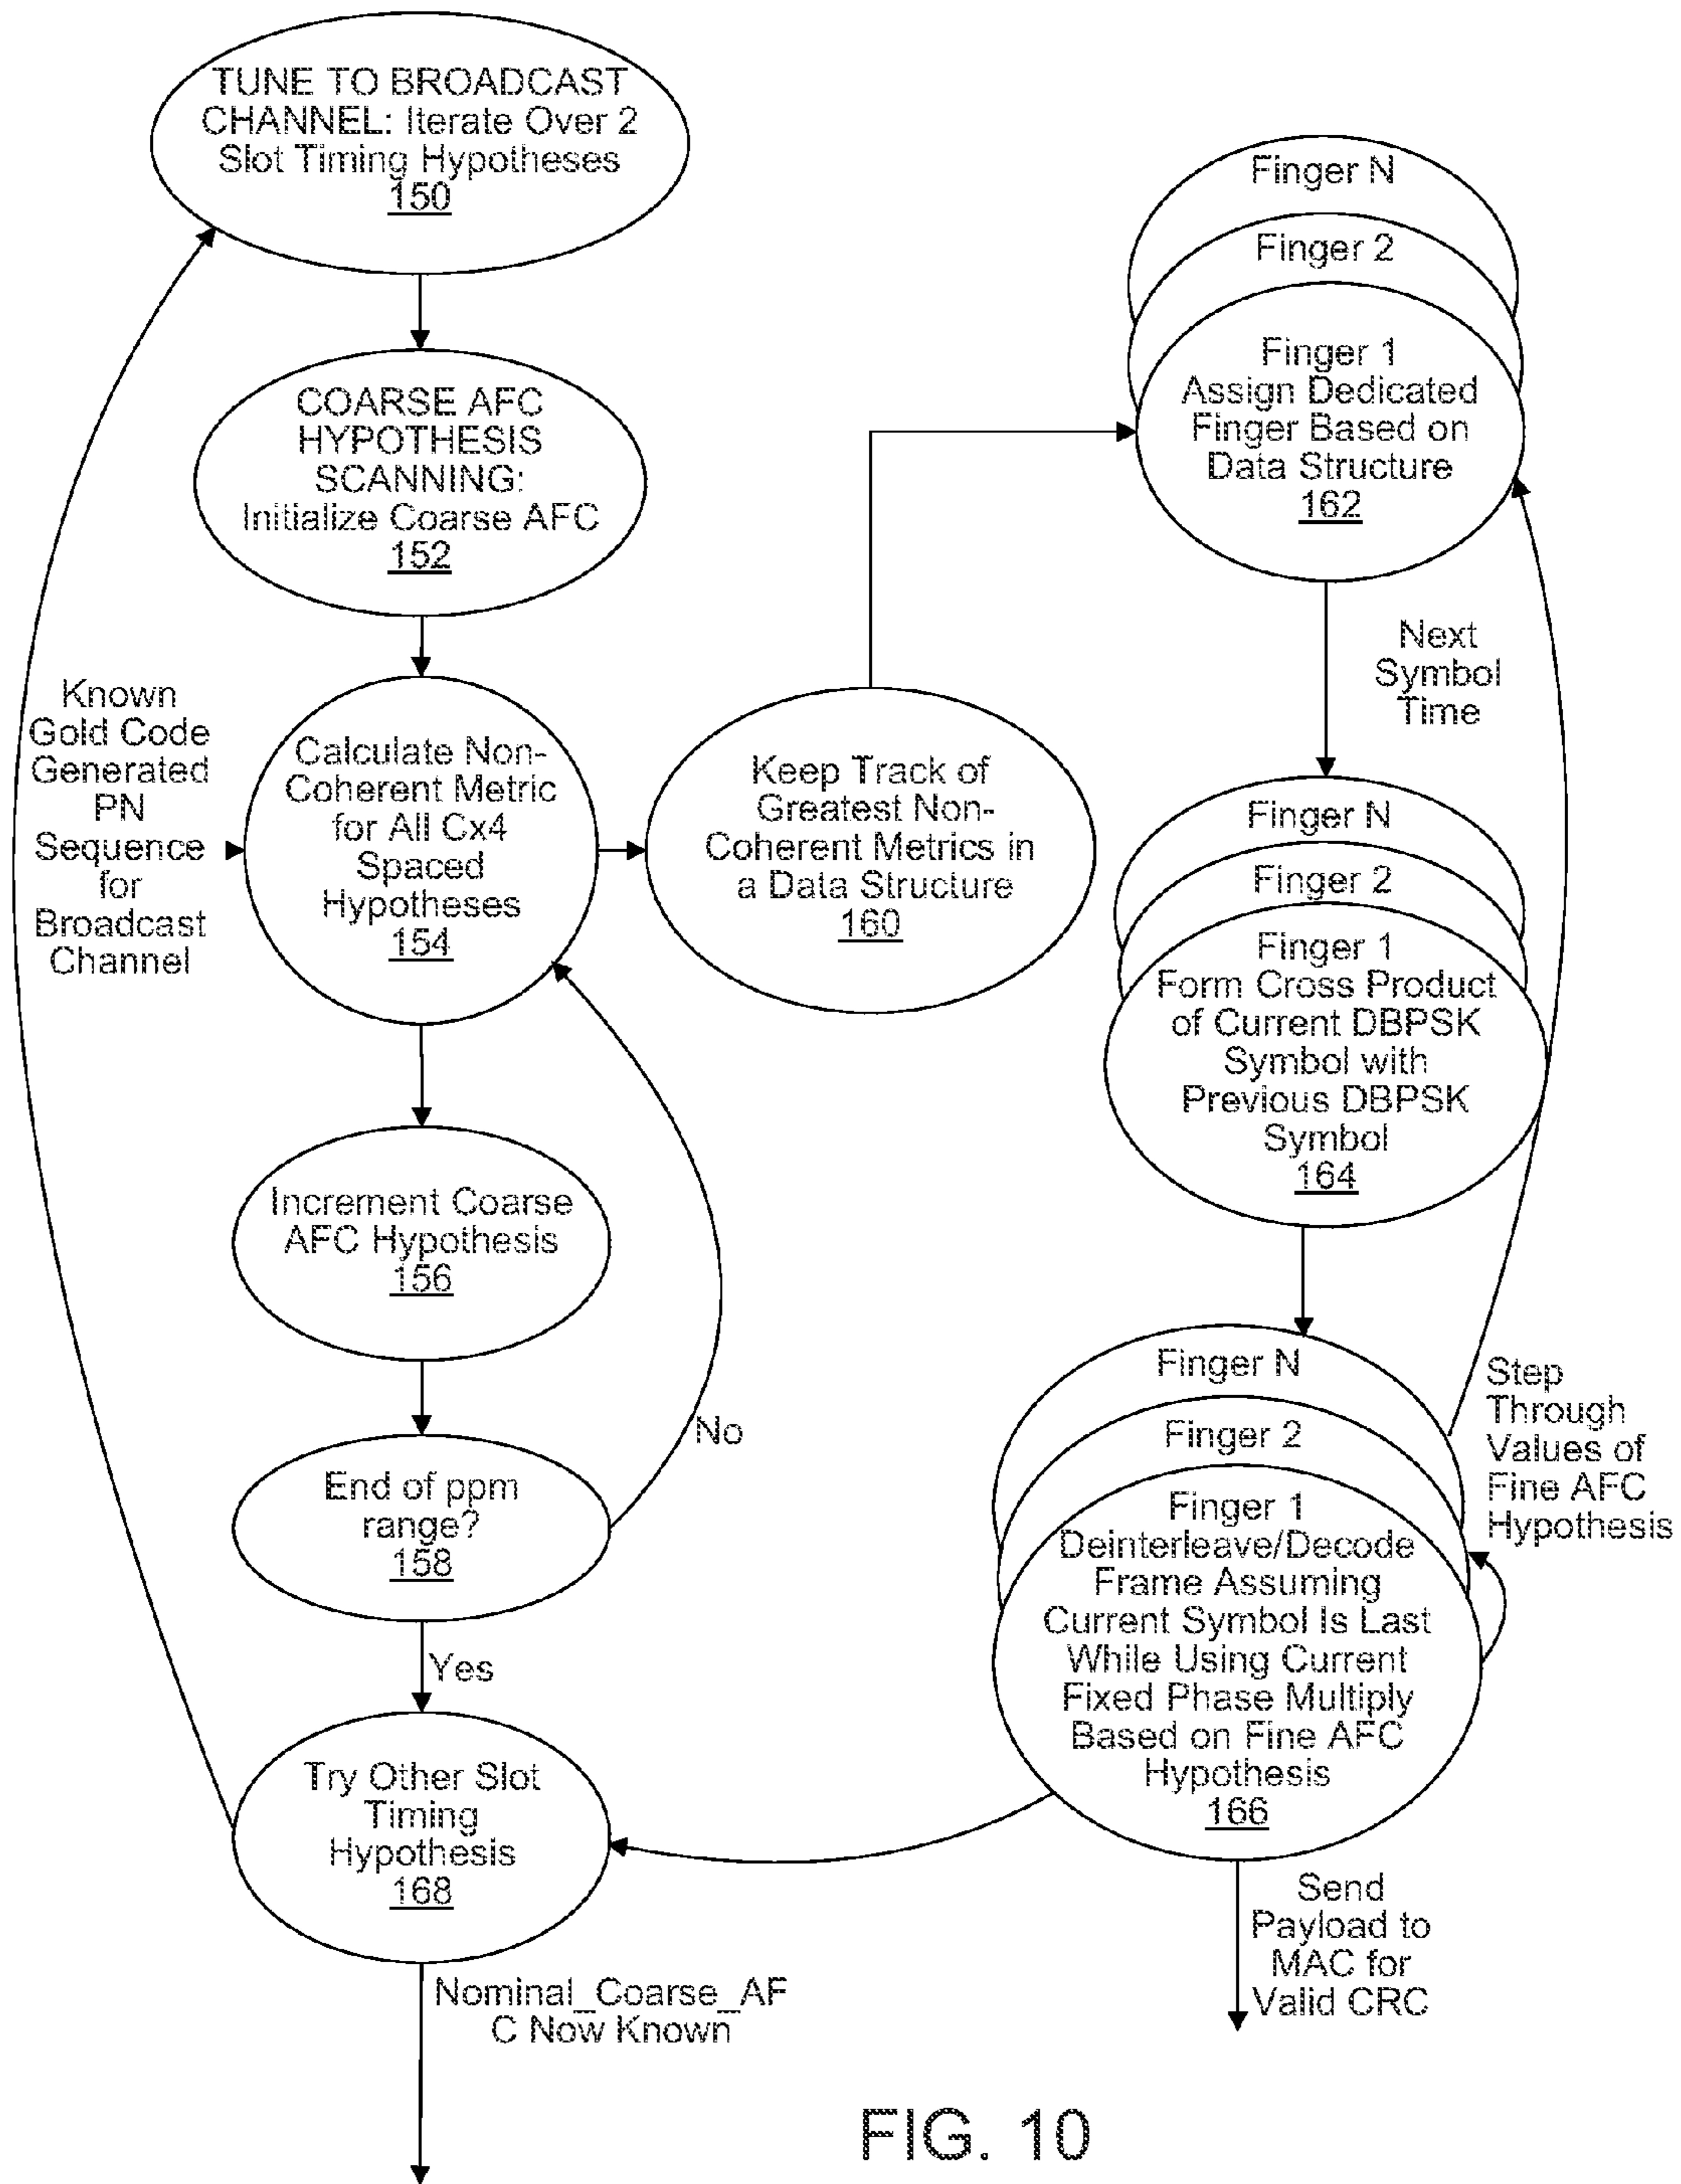 TUNE TO BROADCAST
CHANNEL: Iterate Over 2
Slot Timing Hypotheses
150
COARSE AFC
HYPOTHESIS
SCANNING:
Initialize Coarse AFC
152
Known
Gold Code
Generated
PN
Sequence
for
Broadcast
Channel
Calculate Non-
Coherent Metric
for All Cx4
Spaced
Hypotheses
154
Increment Coarse
AFC Hypothesis
156
End of ppm
range?
158
No
Yes
Try Other Slot
Timing
Hypothesis
168
Nominal_Coarse_AF
C Now Known
Keep Track of
Greatest Non-
Coherent Metrics in
a Data Structure
160
Finger N
Finger 2
Finger 1
Assign Dedicated
Finger Based on
Data Structure
162
Next
Symbol
Time
Finger N
Finger 2
Finger 1
Form Cross Product
of Current DBPSK
Symbol with
Previous DBPSK
Symbol
164
Finger N
Finger 2
Finger 1
Deinterleave/Decode
Frame Assuming
Current Symbol Is Last
While Using Current
Fixed Phase Multiply
Based on Fine AFC
Hypothesis
166
Step
Through
Values of
Fine AFC
Hypothesis
Send
Payload to
MAC for
Valid CRC
FIG. 10